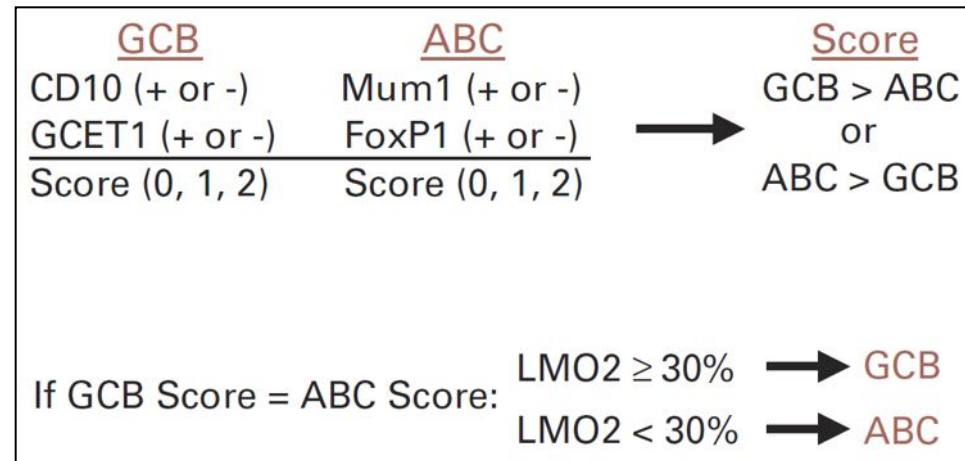 GCB ABC Score
CD10 (+ or -) Mum1 (+ or -) GCB > ABC
GCET1 (+ or -) FoxP1 (+ or -) or
Score (0, 1, 2) Score (0, 1, 2) ABC > GCB
LMO2 ≥ 30% GCB
If GCB Score = ABC Score:
LMO2 < 30% ABC